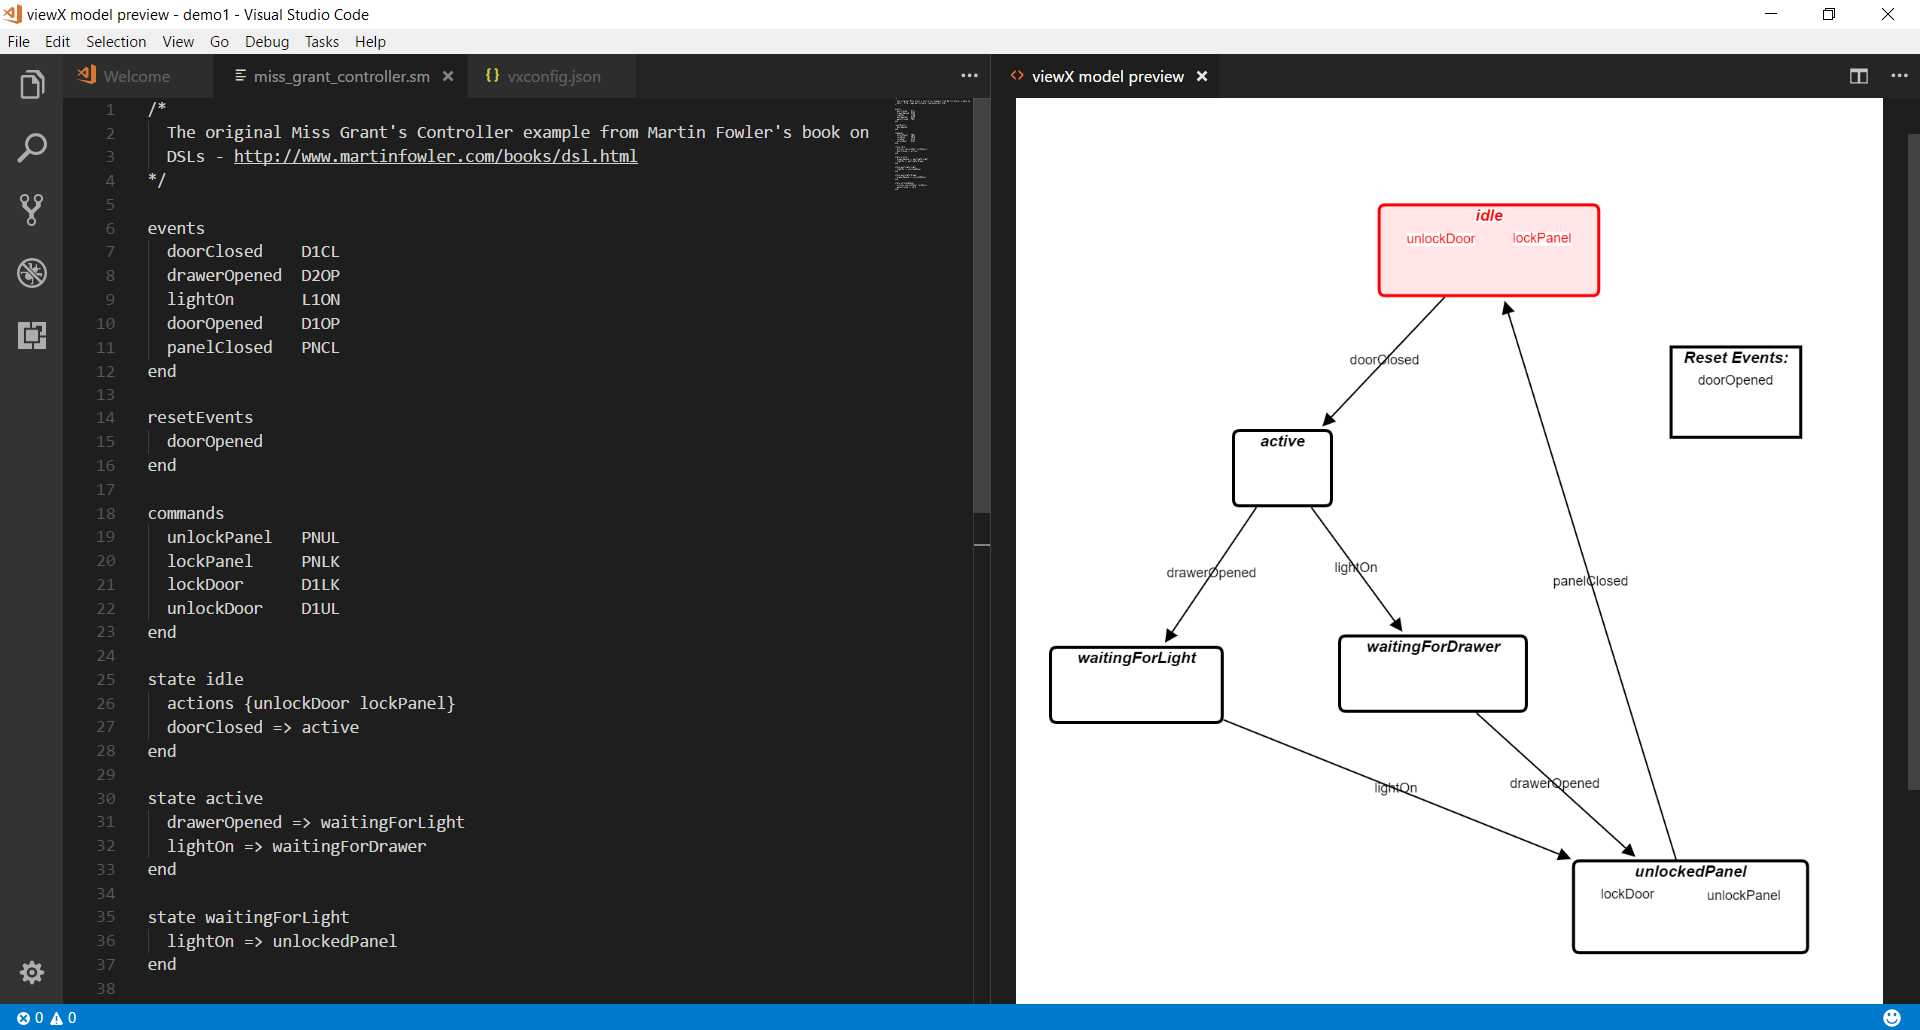 viewX model preview - demo1 - Visual Studio Code
File Edit Selection View Go Debug Tasks Help
Welcome
miss_grant_controller.sm
vxconfig.json
1 /*
2   The original Miss Grant's Controller example from Martin Fowler's book on
3   DSLs - http://www.martinfowler.com/books/dsl.html
4 */
5
6 events
7   doorClosed    D1CL
8   drawerOpened  D2OP
9   lightOn       L1ON
10   doorOpened    D1OP
11   panelClosed   PNCL
12 end
13
14 resetEvents
15   doorOpened
16 end
17
18 commands
19   unlockPanel   PNUL
20   lockPanel     PNLK
21   lockDoor      D1LK
22   unlockDoor    D1UL
23 end
24
25 state idle
26   actions {unlockDoor lockPanel}
27   doorClosed => active
28 end
29
30 state active
31   drawerOpened => waitingForLight
32   lightOn => waitingForDrawer
33 end
34
35 state waitingForLight
36   lightOn => unlockedPanel
37 end
38
viewX model preview
idle
unlockDoor lockPanel
doorClosed
Reset Events:
doorOpened
active
drawerOpened
lightOn
panelClosed
waitingForLight
waitingForDrawer
lightOn
drawerOpened
unlockedPanel
lockDoor unlockPanel
0 0